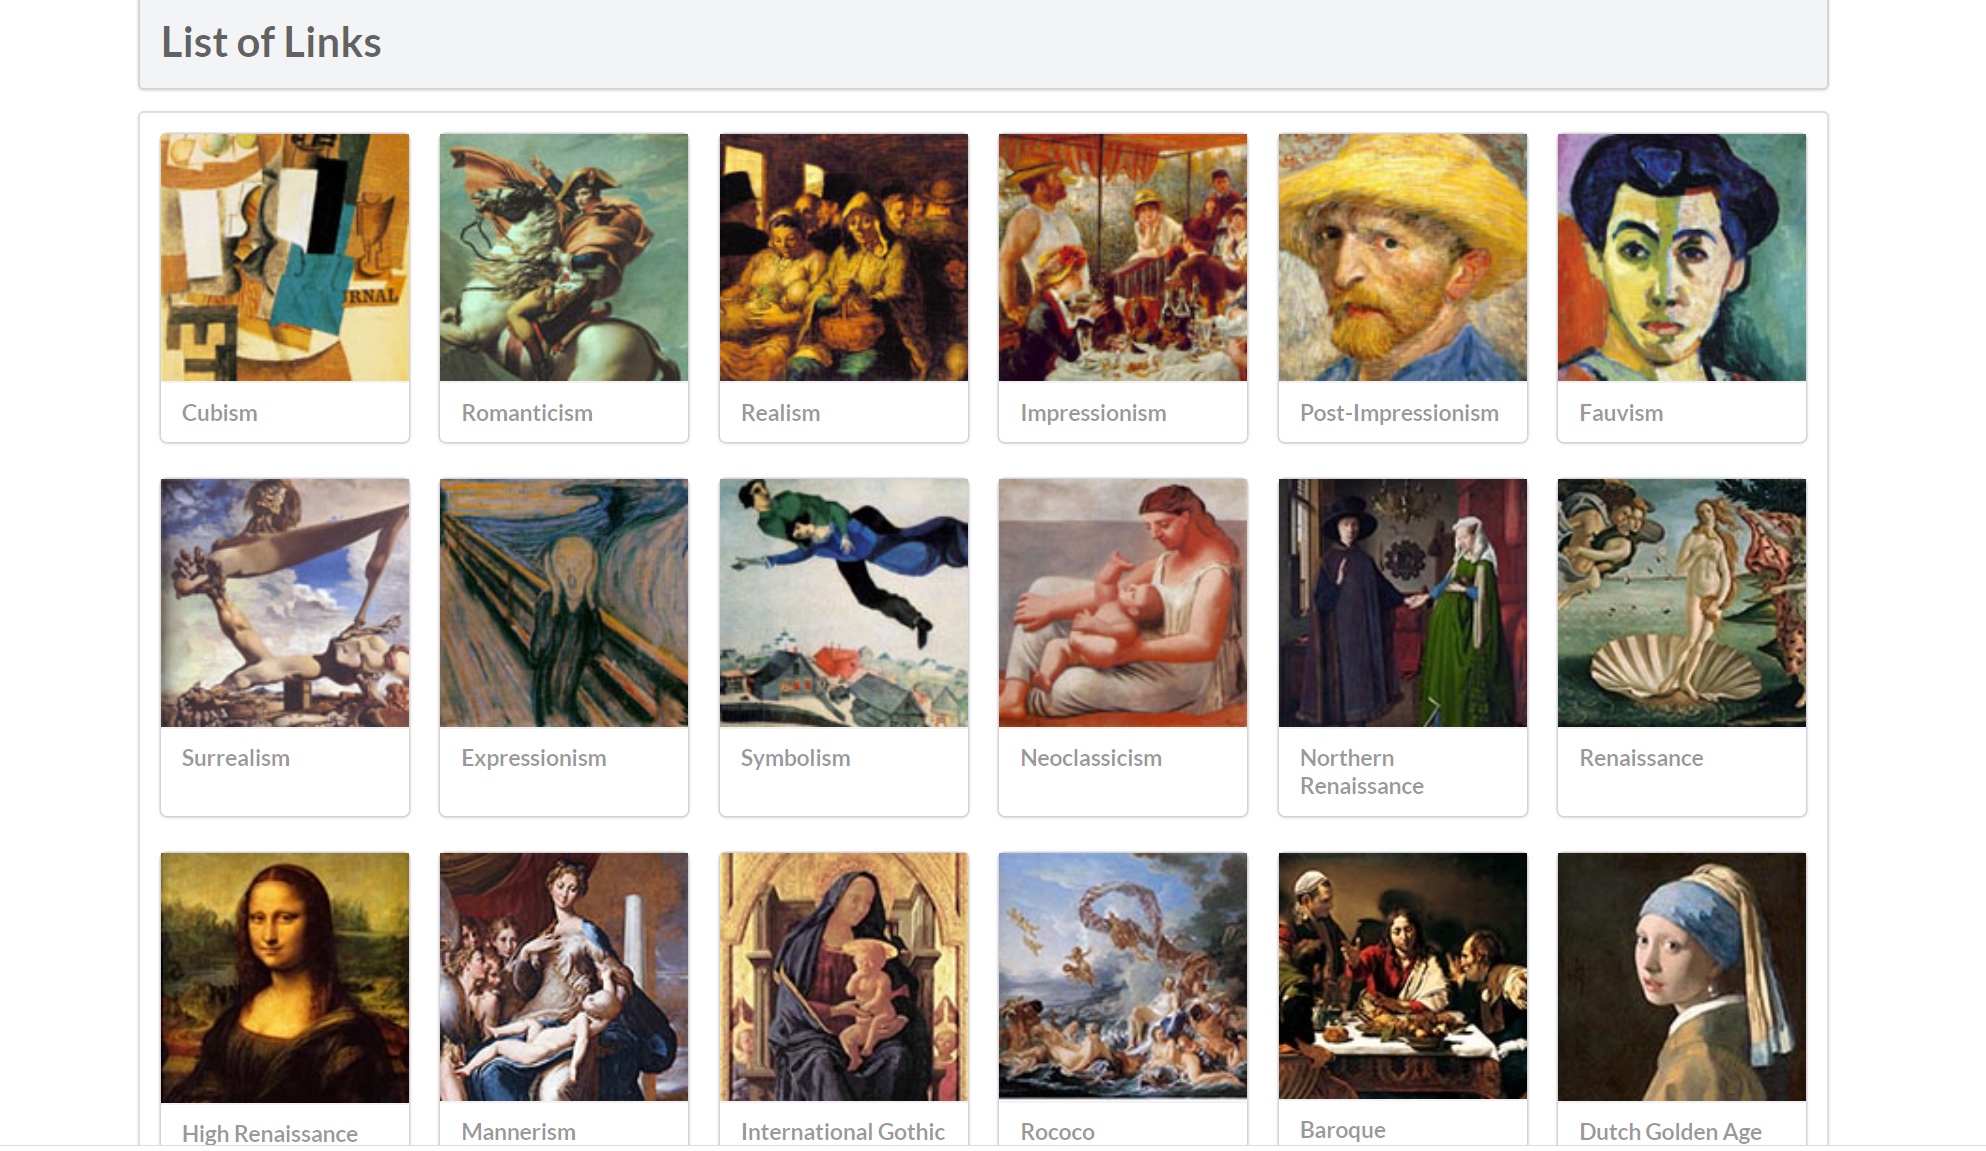 List of Links
URNAL
Cubism
Romanticism
Realism
Impressionism
Post-Impressionism
Fauvism
Surrealism
Expressionism
Symbolism
Neoclassicism
Northern
Renaissance
Renaissance
High Renaissance
Mannerism
International Gothic
Rococo
Baroque
Dutch Golden Age